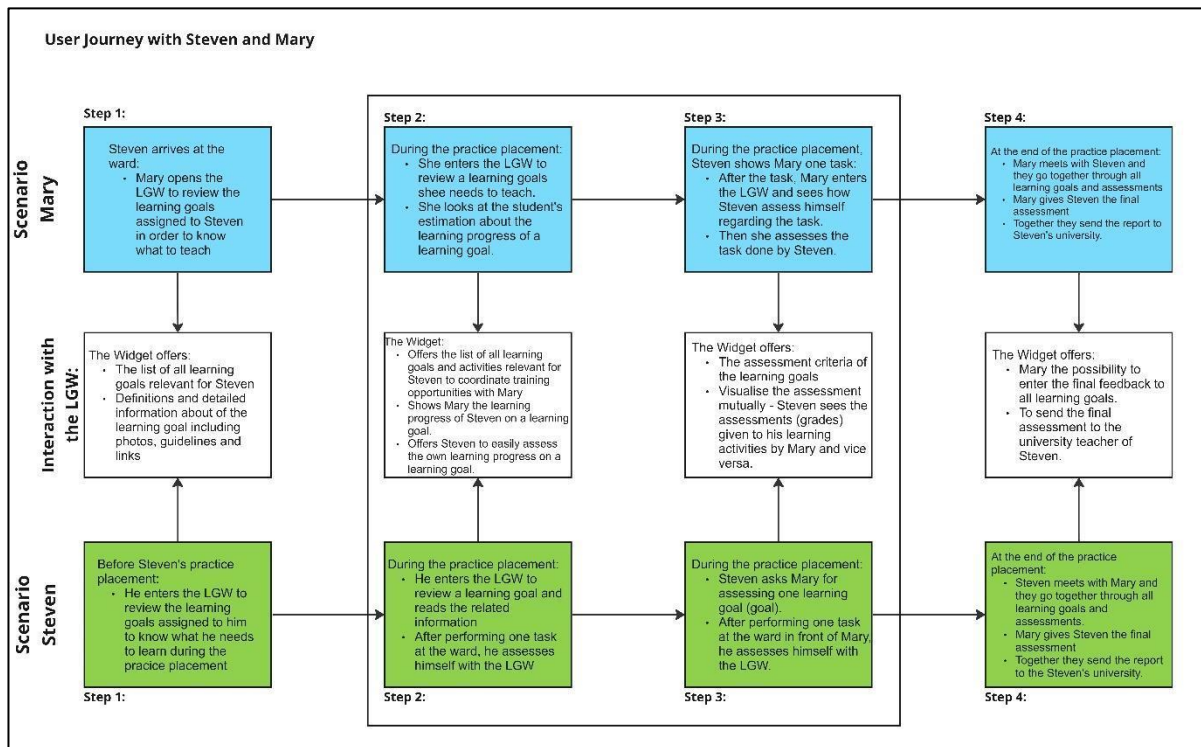 User Journey with Steven and Mary
Scenario
Mary
Step 1:
Steven arrives at the
ward:
• Mary opens the
LGW to review the
learning goals
assigned to Steven
in order to know
what to teach
Step 2:
During the practice placement:
• She enters the LGW to
review a learning goals
shee needs to teach.
• She looks at the student's
estimation about the
learning progress of a
learning goal.
Step 3:
During the practice placement,
Steven shows Mary one task:
• After the task, Mary enters
the LGW and sees how
Steven assess himself
regarding the task.
• Then she assesses the
task done by Steven.
Step 4:
At the end of the practice placement:
• Mary meets with Steven and
they go together through all
learning goals and assessments
• Mary gives Steven the final
assessment
• Together they send the report to
Steven's university.
Interaction with
the LGW:
The Widget offers:
• The list of all learning
goals relevant for Steven
• Definitions and detailed
information about of the
learning goal including
photos, guidelines and
links
The Widget:
• Offers the list of all learning
goals and activities relevant for
Steven to coordinate training
opportunities with Mary
• Shows Mary the learning
progress of Steven on a learning
goal.
• Offers Steven to easily assess
the own learning progress on a
learning goal.
The Widget offers:
• The assessment criteria of
the learning goals
• Visualise the assessment
mutually - Steven sees the
assessments (grades)
given to his learning
activities by Mary and vice
versa.
The Widget offers:
• Mary the possibility to
enter the final feedback to
all learning goals.
• To send the final
assessment to the
university teacher of
Steven.
Scenario
Steven
Before Steven's practice
placement:
• He enters the LGW to
review the learning
goals assigned to him
to know what he needs
to learn during the
pracice placement
Step 1:
During the practice placement:
• He enters the LGW to
review a learning goal and
reads the related
information
• After performing one task
at the ward, he assesses
himself with the LGW
Step 2:
During the practice placement:
• Steven asks Mary for
assessing one learning
goal (goal).
• After performing one task
at the ward in front of Mary,
he assesses himself with
the LGW.
Step 3:
At the end of the practice
placement:
• Steven meets with Mary and
they go together through all
learning goals and
assessments.
• Mary gives Steven the final
assessment
• Together they send the report
to the Steven's university.
Step 4: